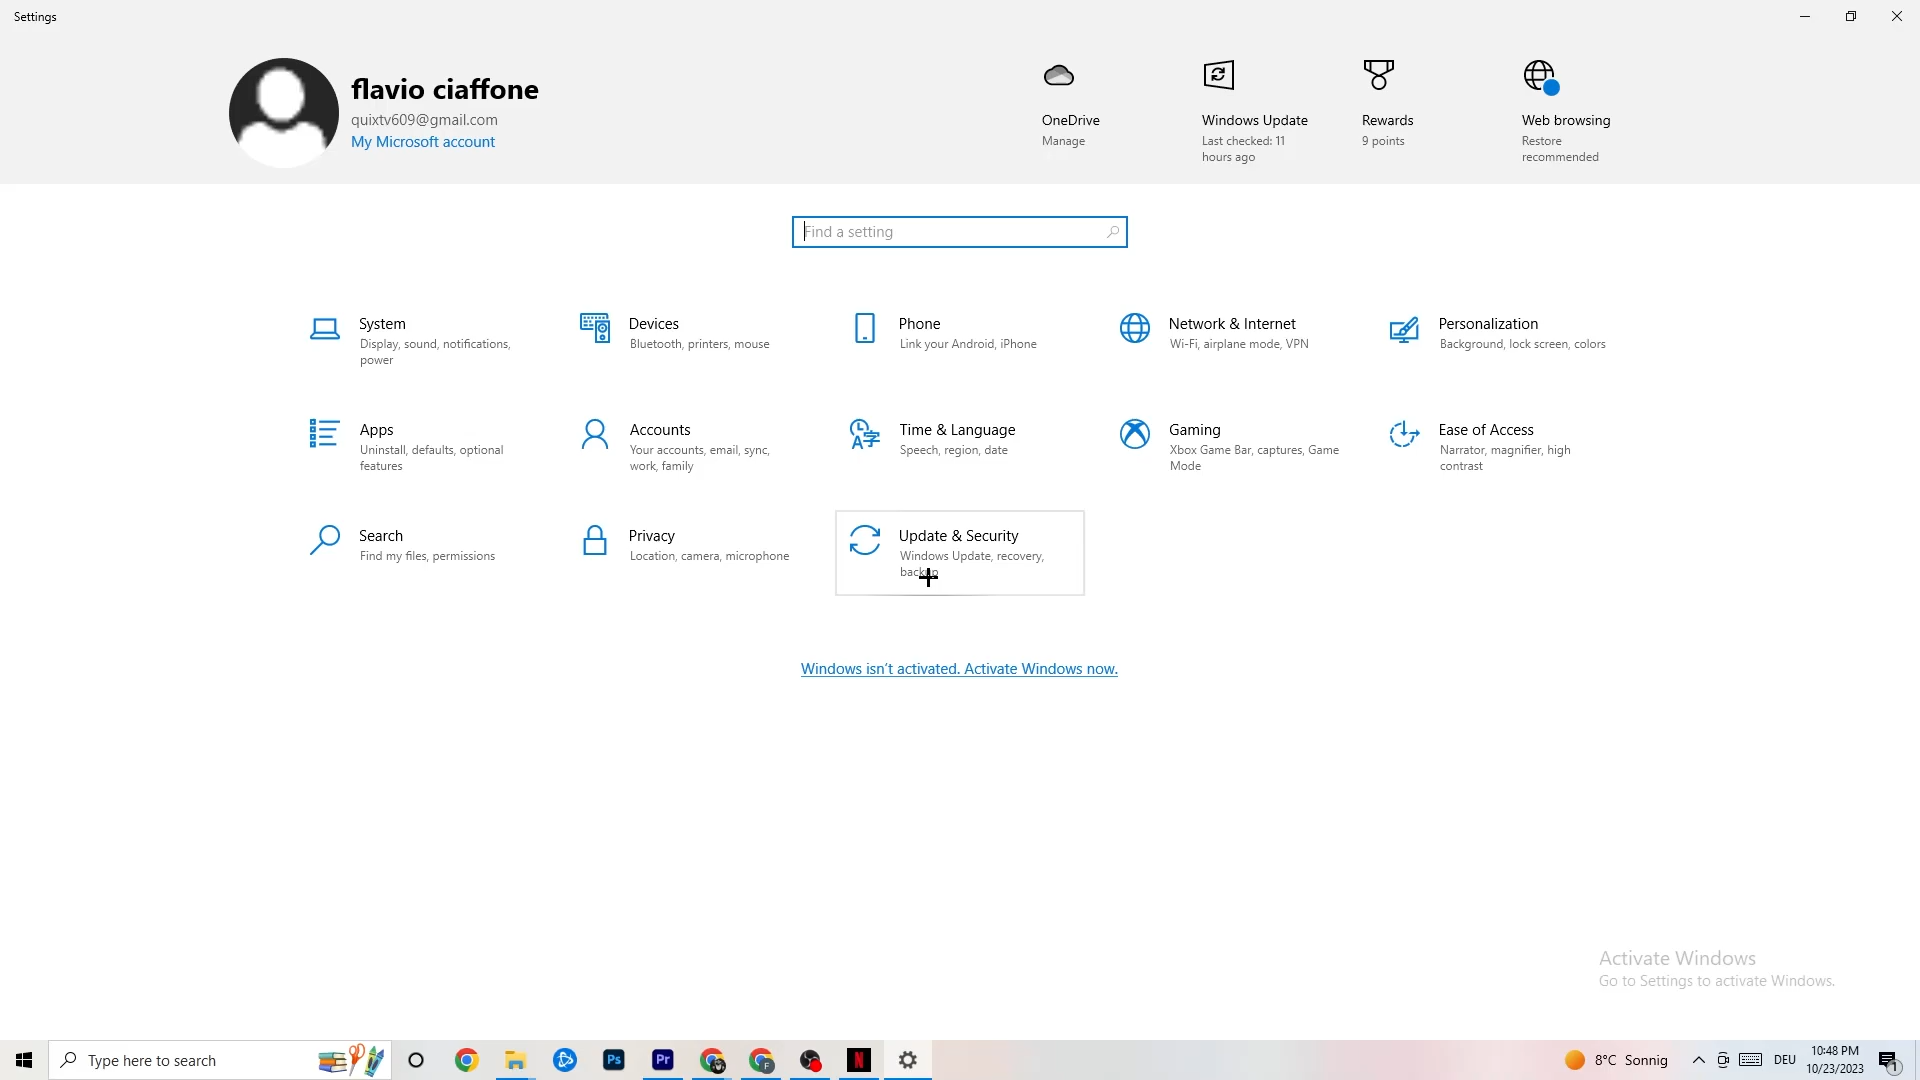 Settings
flavio ciaffone
quixtv609@gmail.com
My Microsoft account
OneDrive
Manage
Windows Update
Last checked: 11
hours ago
Rewards
9 points
Web browsing
Restore
recommended
Find a setting
System
Display, sound, notifications,
power
Devices
Bluetooth, printers, mouse
Phone
Link your Android, iPhone
Network & Internet
Wi-Fi, airplane mode, VPN
Personalization
Background, lock screen, colors
Apps
Uninstall, defaults, optional
features
Accounts
Your accounts, email, sync,
work, family
Time & Language
Speech, region, date
Gaming
Xbox Game Bar, captures, Game
Mode
Ease of Access
Narrator, magnifier, high
contrast
Search
Find my files, permissions
Privacy
Location, camera, microphone
Update & Security
Windows Update, recovery,
backup
Windows isn't activated. Activate Windows now.
Activate Windows
Go to Settings to activate Windows.
Type here to search
Ps
Pr
F
N
8°C Sonnig
DEU
10:48 PM
10/23/2023
1